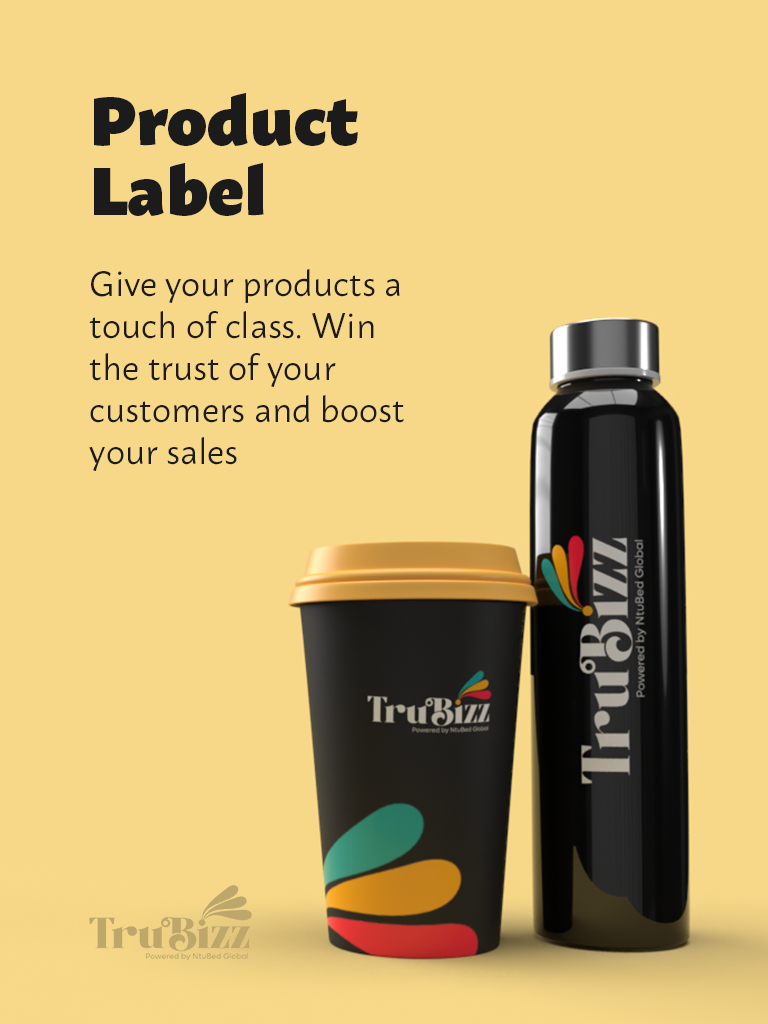 Product
Label
Give your products a
touch of class. Win
the trust of your
customers and boost
your sales
TruBizz
Powered by NtuBed Global
TruBizz
Powered by NtuBed Global
TruBizz
Powered by NtuBed Global